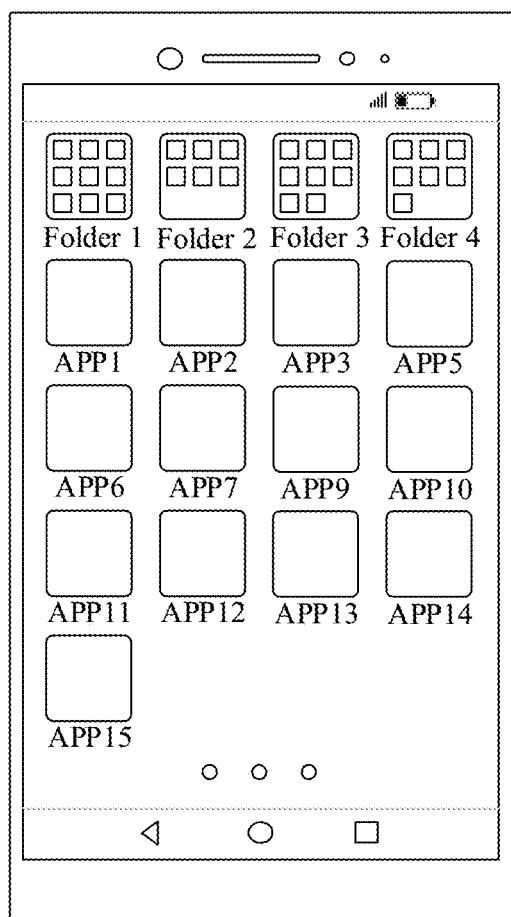 Folder 1 Folder 2 Folder 3 Folder 4
APP1 APP2 APP3 APP5
APP6 APP7 APP9 APP10
APP11 APP12 APP13 APP14
APP15